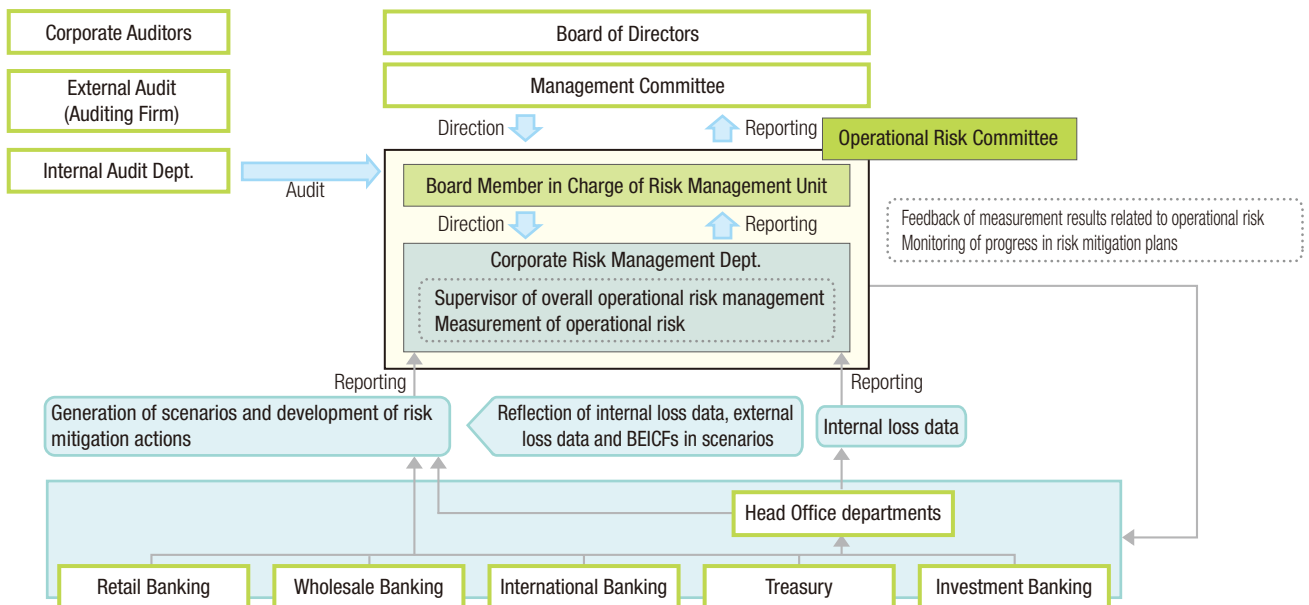 Corporate Auditors
Board of Directors
External Audit
(Auditing Firm)
Management Committee
Direction
Reporting
Operational Risk Committee
Internal Audit Dept.
Audit
Board Member in Charge of Risk Management Unit
Direction
Reporting
Feedback of measurement results related to operational risk
Monitoring of progress in risk mitigation plans
Corporate Risk Management Dept.
Supervisor of overall operational risk management
Measurement of operational risk
Reporting
Reporting
Generation of scenarios and development of risk
mitigation actions
Reflection of internal loss data, external
loss data and BEICFs in scenarios
Internal loss data
Head Office departments
Retail Banking
Wholesale Banking
International Banking
Treasury
Investment Banking